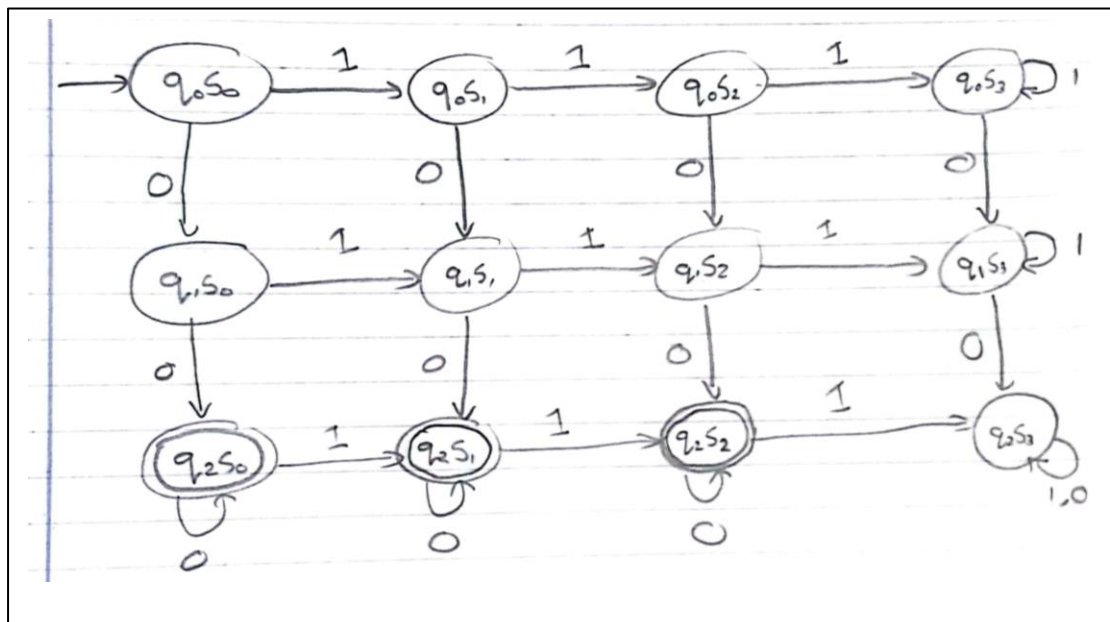 1 1 1
q₀s₀ q₀s₁ q₀s₂ q₀s₃ 1
0 0 0 0
1 1 1
q₁s₀ q₁s₁ q₁s₂ q₁s₃ 1
0 0 0 0
1 1 1
q₂s₀ q₂s₁ q₂s₂ q₂s₃
1,0
0 0 0